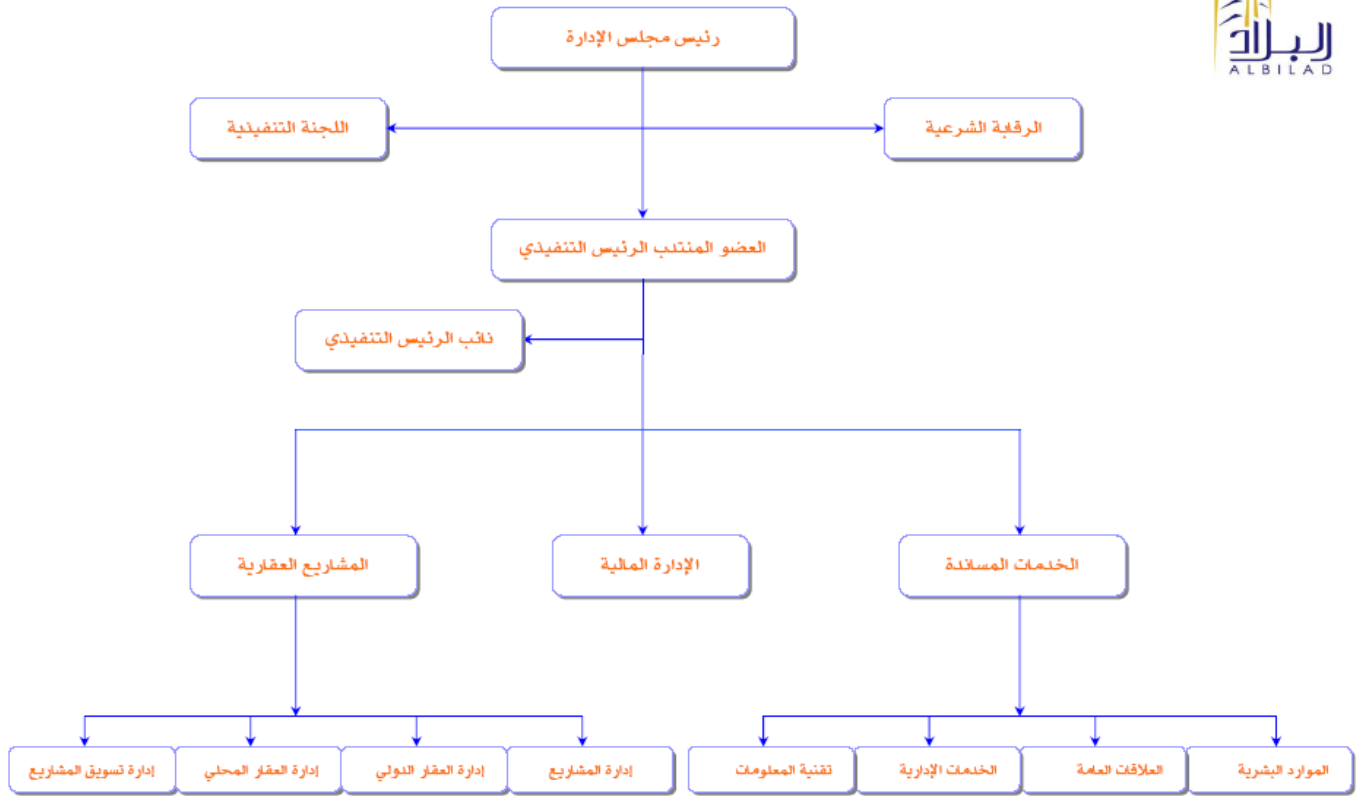 البلاد
ALBILAD
رئيس مجلس الإدارة
الرقابة الشرعية
اللجنة التنفيذية
العضو المنتدب الرئيس التنفيذي
نائب الرئيس التنفيذي
الخدمات المساندة
الإدارة المالية
المشاريع العقارية
الموارد البشرية
العلاقات العامة
الخدمات الإدارية
تقنية المعلومات
إدارة المشاريع
إدارة العقار الدولي
إدارة العقار المحلي
إدارة تسويق المشاريع